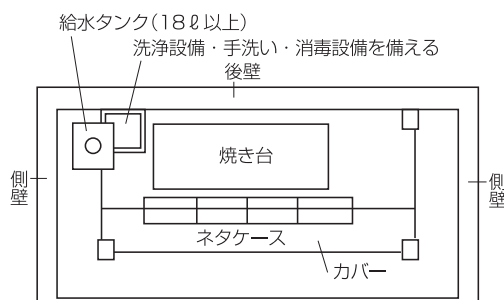 給水タンク(18ℓ以上)
洗浄設備・手洗い・消毒設備を備える
後壁
側壁
焼き台
側壁
ネタケース
カバー